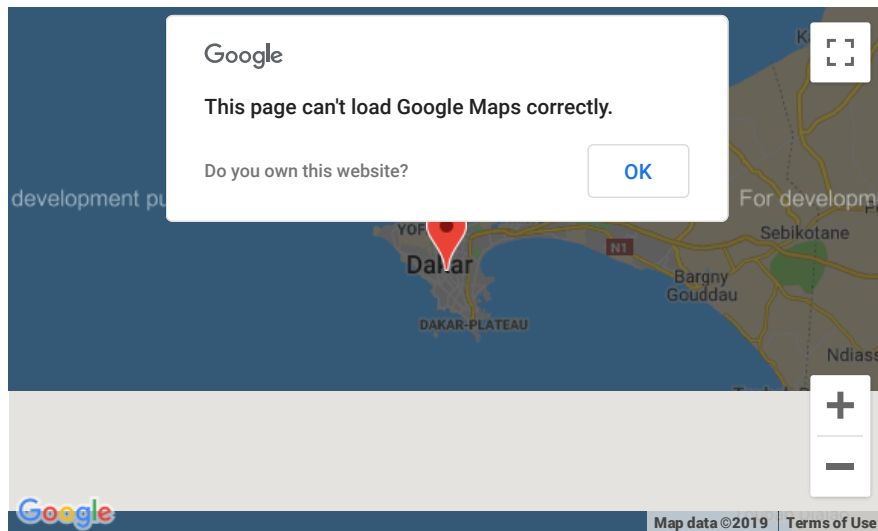 Google
This page can't load Google Maps correctly.
Do you own this website?
OK
development pu
For developm
Sebikotane
YOF
N1
Dakar
Bargny
Gouddau
DAKAR-PLATEAU
Ndiass
Google
Map data ©2019
Terms of Use